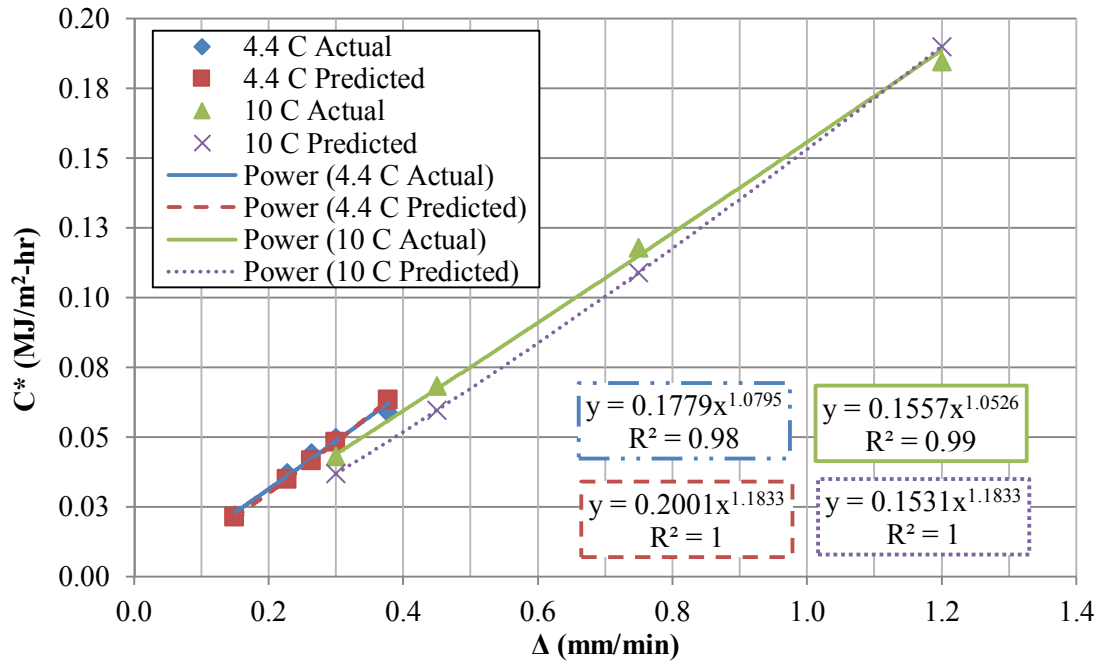 0.20
0.18
0.15
0.13
0.10
0.08
0.05
0.03
0.00
C* (MJ/m²-hr)
4.4 C Actual
4.4 C Predicted
10 C Actual
10 C Predicted
Power (4.4 C Actual)
Power (4.4 C Predicted)
Power (10 C Actual)
Power (10 C Predicted)
y = 0.1779x^1.0795
R² = 0.98
y = 0.1557x^1.0526
R² = 0.99
y = 0.2001x^1.1833
R² = 1
y = 0.1531x^1.1833
R² = 1
0.0 0.2 0.4 0.6 0.8 1.0 1.2 1.4
Δ (mm/min)